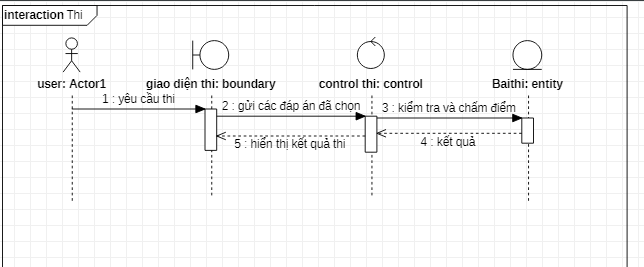 interaction Thi
user: Actor1
giao diện thi: boundary
control thi: control
Baithi: entity
1 : yêu cầu thi
2 : gửi các đáp án đã chọn
3 : kiểm tra và chấm điểm
4 : kết quả
5 : hiển thị kết quả thi